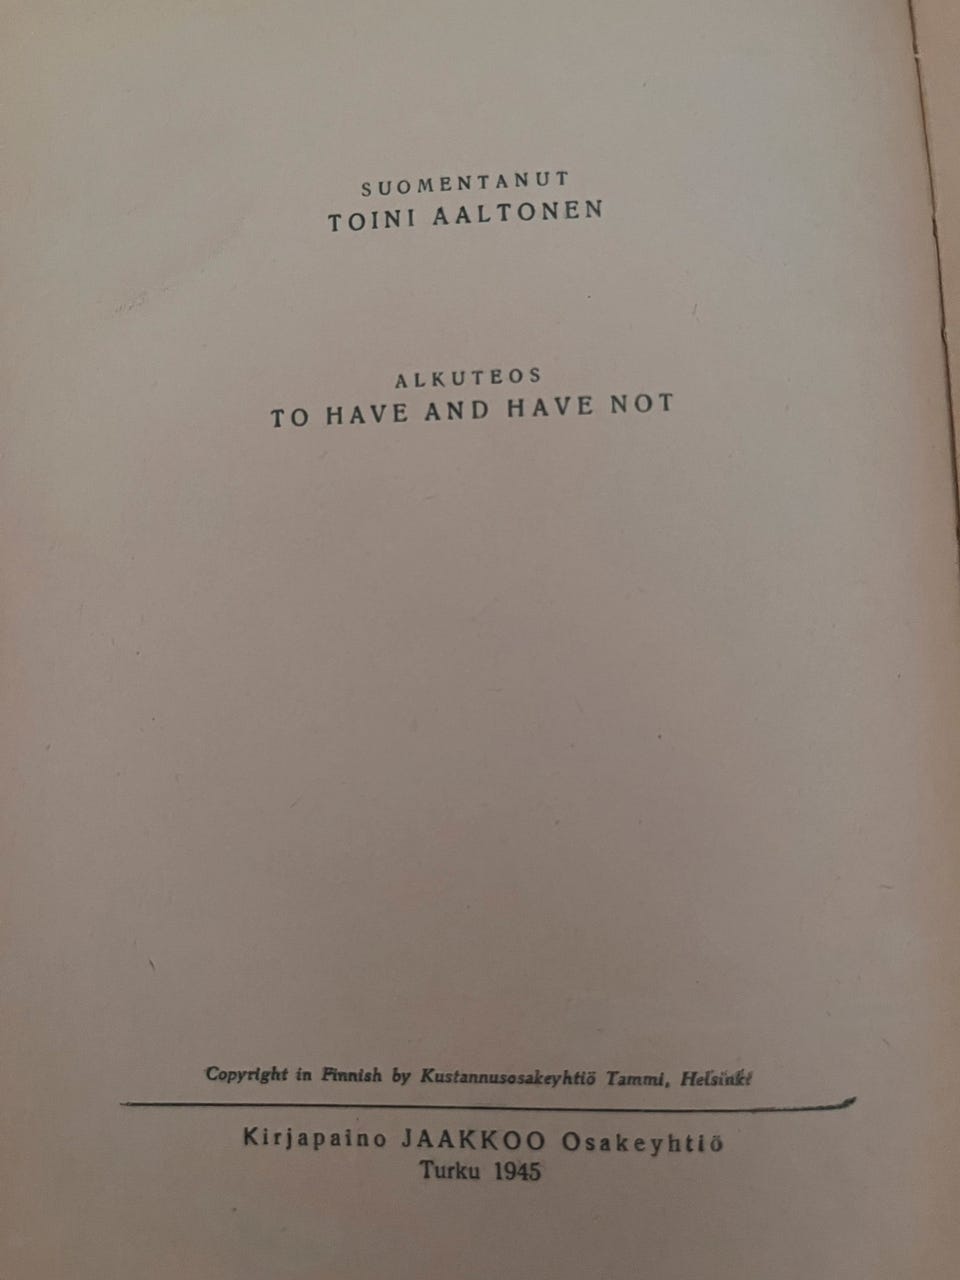 SUOMENTANUT
TOINI AALTONEN
ALKUTEOS
TO HAVE AND HAVE NOT
Copyright in Finnish by Kustannusosakeyhtiö Tammi, Helsinki
Kirjapaino JAAKKOO Osakeyhtiö
Turku 1945